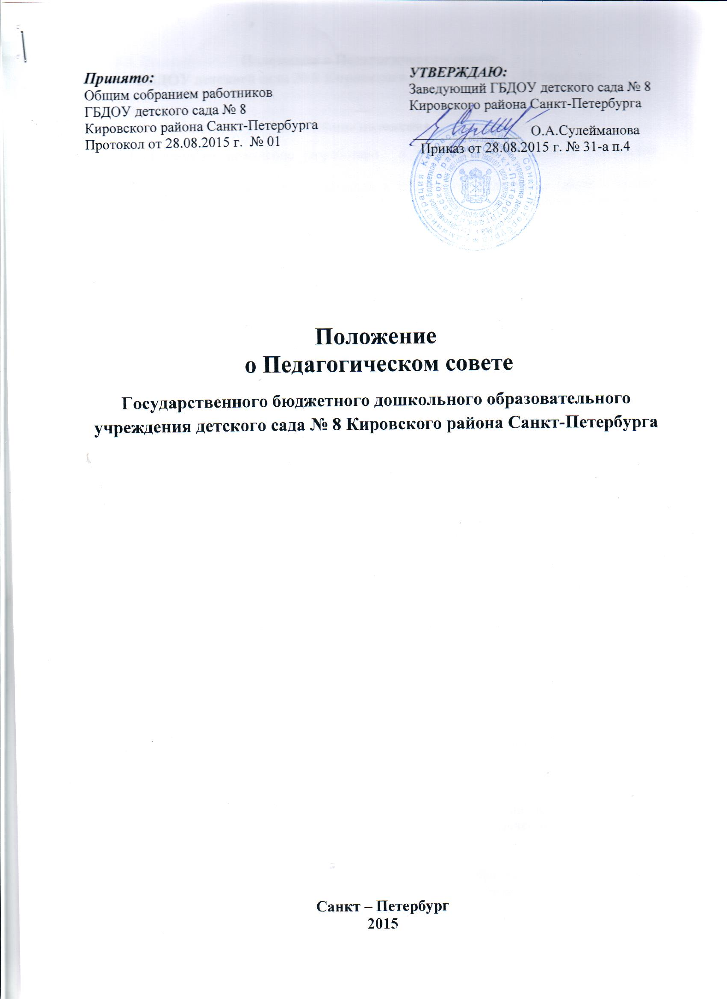 Принято:
Общим собранием работников
ГБДОУ детского сада № 8
Кировского района Санкт-Петербурга
Протокол от 28.08.2015 г.  № 01
УТВЕРЖДАЮ:
Заведующий ГБДОУ детского сада № 8
Кировского района Санкт-Петербурга
О.А.Сулейманова
Приказ от 28.08.2015 г. № 31-а п.4
Положение
о Педагогическом совете
Государственного бюджетного дошкольного образовательного
учреждения детского сада № 8 Кировского района Санкт-Петербурга
Санкт – Петербург
2015